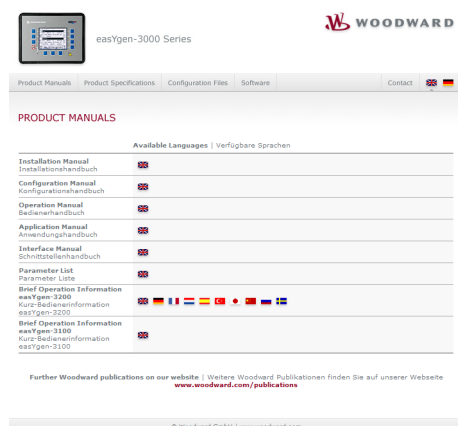 easYgen-3000 Series
WOODWARD
Product Manuals Product Specifications Configuration Files Software Contact
PRODUCT MANUALS
Available Languages | Verfügbare Sprachen
Installation Manual
Installationshandbuch
Configuration Manual
Konfigurationshandbuch
Operation Manual
Bedienerhandbuch
Application Manual
Anwendungshandbuch
Interface Manual
Schnittstellenhandbuch
Parameter List
Parameter Liste
Brief Operation Information
easYgen-3200
Kurz-Bedienerinformation
easYgen-3200
Brief Operation Information
easYgen-3100
Kurz-Bedienerinformation
easYgen-3100
Further Woodward publications on our website | Weitere Woodward Publikationen finden Sie auf unserer Webseite
www.woodward.com/publications